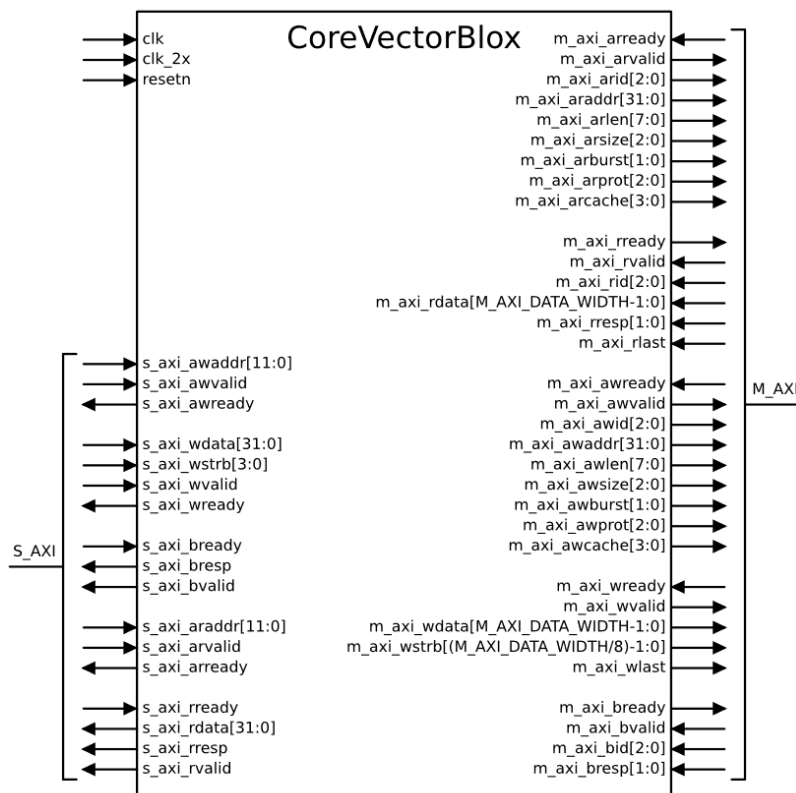 CoreVectorBlox
clk
clk_2x
resetn
S_AXI
s_axi_awaddr[11:0]
s_axi_awvalid
s_axi_awready
s_axi_wdata[31:0]
s_axi_wstrb[3:0]
s_axi_wvalid
s_axi_wready
s_axi_bready
s_axi_bresp
s_axi_bvalid
s_axi_araddr[11:0]
s_axi_arvalid
s_axi_arready
s_axi_rready
s_axi_rdata[31:0]
s_axi_rresp
s_axi_rvalid
m_axi_arready
m_axi_arvalid
m_axi_arid[2:0]
m_axi_araddr[31:0]
m_axi_arlen[7:0]
m_axi_arsize[2:0]
m_axi_arburst[1:0]
m_axi_arprot[2:0]
m_axi_arcache[3:0]
m_axi_rready
m_axi_rvalid
m_axi_rid[2:0]
m_axi_rdata[M_AXI_DATA_WIDTH-1:0]
m_axi_rresp[1:0]
m_axi_rlast
m_axi_awready
m_axi_awvalid
m_axi_awid[2:0]
m_axi_awaddr[31:0]
m_axi_awlen[7:0]
m_axi_awsize[2:0]
m_axi_awburst[1:0]
m_axi_awprot[2:0]
m_axi_awcache[3:0]
m_axi_wready
m_axi_wvalid
m_axi_wdata[M_AXI_DATA_WIDTH-1:0]
m_axi_wstrb[(M_AXI_DATA_WIDTH/8)-1:0]
m_axi_wlast
m_axi_bready
m_axi_bvalid
m_axi_bid[2:0]
m_axi_bresp[1:0]
M_AXI